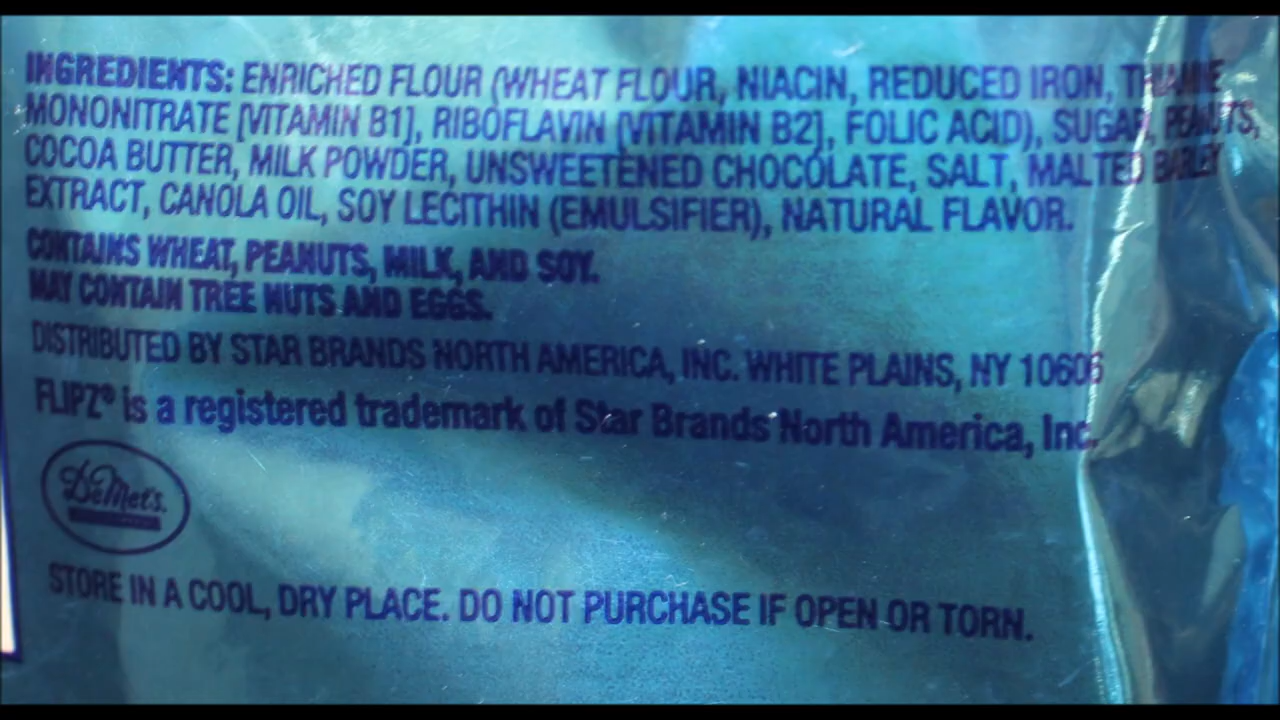 INGREDIENTS: ENRICHED FLOUR (WHEAT FLOUR, NIACIN, REDUCED IRON, THIAMINE
MONONITRATE [VITAMIN B1], RIBOFLAVIN [VITAMIN B2], FOLIC ACID), SUGAR, PEANUTS,
COCOA BUTTER, MILK POWDER, UNSWEETENED CHOCOLATE, SALT, MALTED BARLEY
EXTRACT, CANOLA OIL, SOY LECITHIN (EMULSIFIER), NATURAL FLAVOR.
CONTAINS WHEAT, PEANUTS, MILK, AND SOY.
MAY CONTAIN TREE NUTS AND EGGS.
DISTRIBUTED BY STAR BRANDS NORTH AMERICA, INC. WHITE PLAINS, NY 10606
FLIPZ® is a registered trademark of Star Brands North America, Inc.
DeMet's
STORE IN A COOL, DRY PLACE. DO NOT PURCHASE IF OPEN OR TORN.